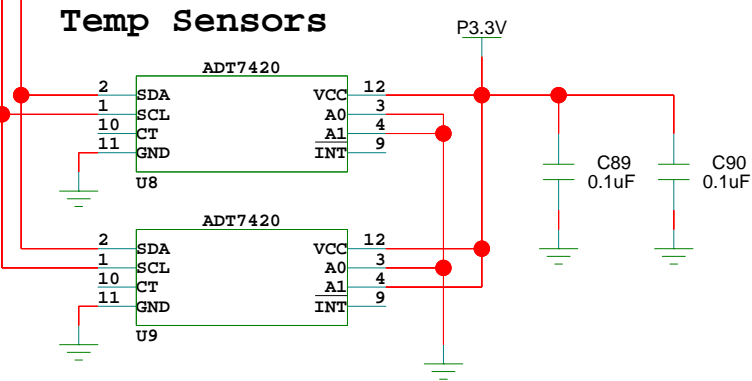 Temp Sensors
P3.3V
ADT7420
2 SDA VCC 12
1 SCL A0 3
10 CT A1 4
11 GND INT 9
U8
C89
0.1uF
C90
0.1uF
ADT7420
2 SDA VCC 12
1 SCL A0 3
10 CT A1 4
11 GND INT 9
U9